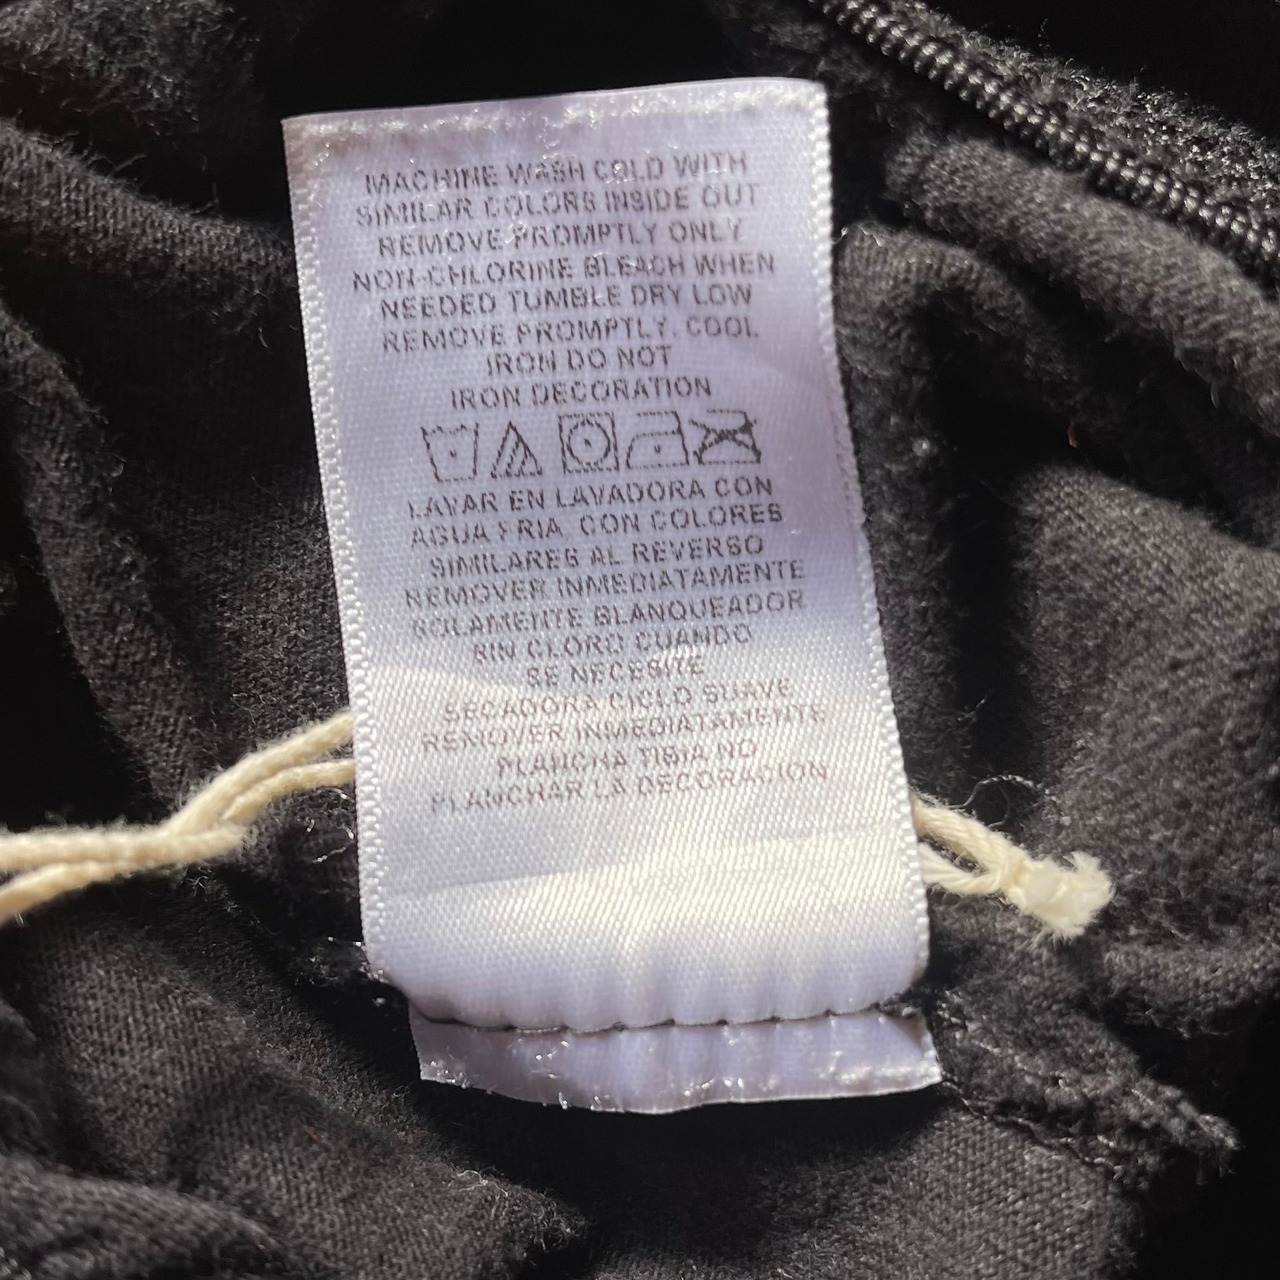 MACHINE WASH COLD WITH
SIMILAR COLORS INSIDE OUT
REMOVE PROMPTLY ONLY
NON-CHLORINE BLEACH WHEN
NEEDED TUMBLE DRY LOW
REMOVE PROMPTLY. COOL
IRON DO NOT
IRON DECORATION
LAVAR EN LAVADORA CON
AGUA FRIA CON COLORES
SIMILARES AL REVERSO
REMOVER INMEDIATAMENTE
SOLAMENTE BLANQUEADOR
SIN CLORO CUANDO
SE NECESITE
SECADORA CICLO SUAVE
REMOVER INMEDIATAMENTE
PLANCHA TIBIA NO
PLANCHAR LA DECORACION